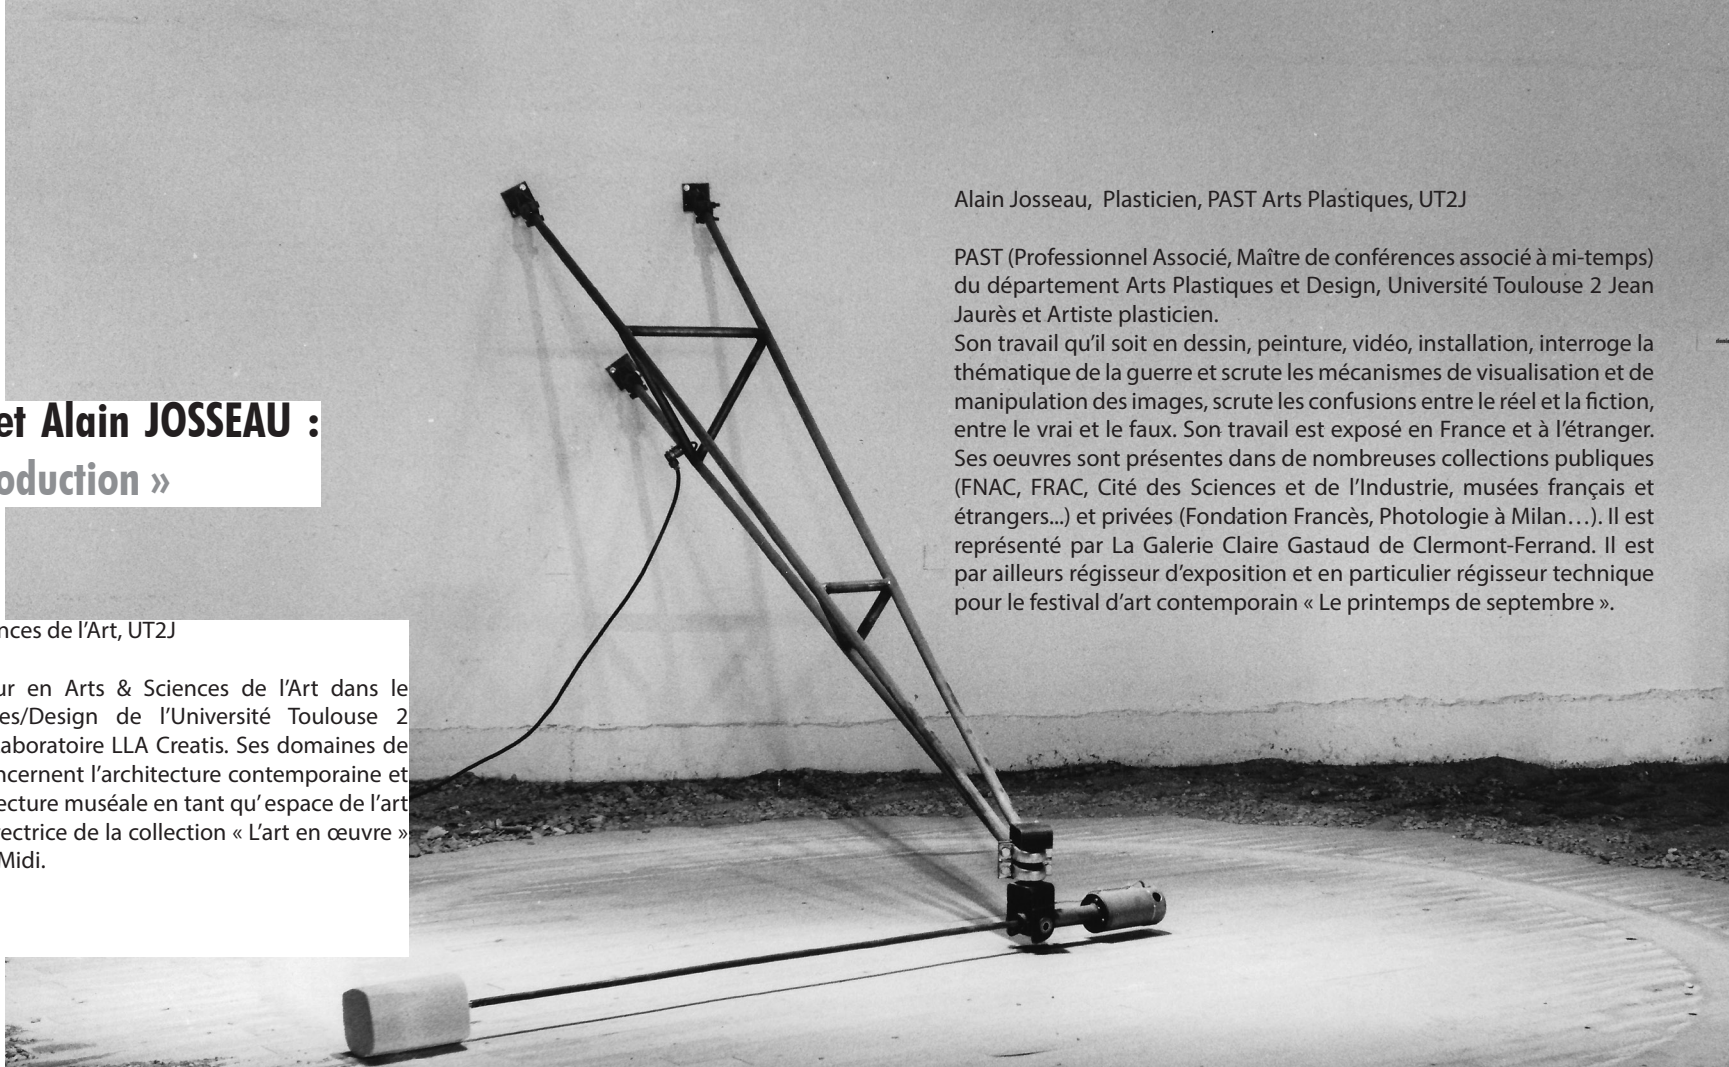 et Alain JOSSEAU :
oduction »
nces de l'Art, UT2J
ur en Arts & Sciences de l'Art dans le
es/Design de l'Université Toulouse 2
aboratoire LLA Creatis. Ses domaines de
ncernent l'architecture contemporaine et
ecture muséale en tant qu' espace de l'art
ectrice de la collection « L'art en œuvre »
Midi.
Alain Josseau, Plasticien, PAST Arts Plastiques, UT2J
PAST (Professionnel Associé, Maître de conférences associé à mi-temps)
du département Arts Plastiques et Design, Université Toulouse 2 Jean
Jaurès et Artiste plasticien.
Son travail qu'il soit en dessin, peinture, vidéo, installation, interroge la
thématique de la guerre et scrute les mécanismes de visualisation et de
manipulation des images, scrute les confusions entre le réel et la fiction,
entre le vrai et le faux. Son travail est exposé en France et à l'étranger.
Ses oeuvres sont présentes dans de nombreuses collections publiques
(FNAC, FRAC, Cité des Sciences et de l'Industrie, musées français et
étrangers...) et privées (Fondation Francès, Photologie à Milan…). Il est
représenté par La Galerie Claire Gastaud de Clermont-Ferrand. Il est
par ailleurs régisseur d'exposition et en particulier régisseur technique
pour le festival d'art contemporain « Le printemps de septembre ».